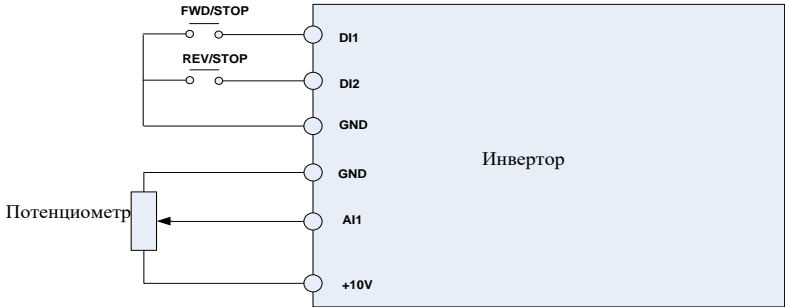 FWD/STOP
DI1
REV/STOP
DI2
GND
GND
Инвертор
Потенциометр
AI1
+10V